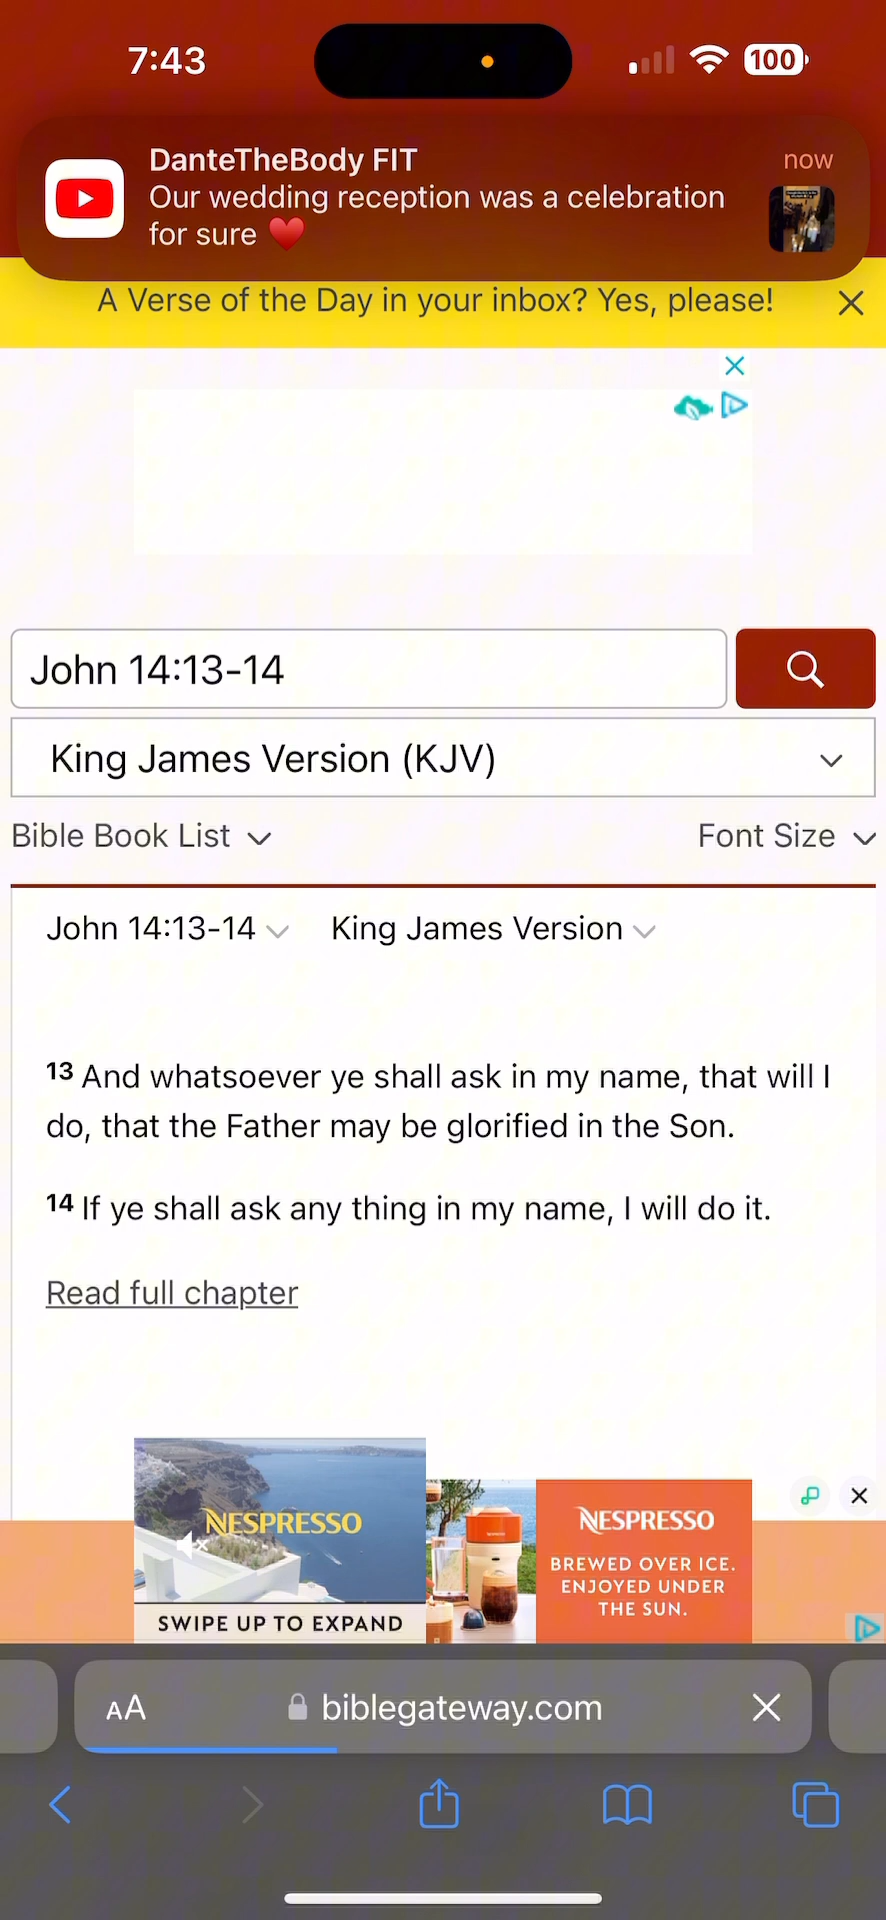 7:43
100
DanteTheBody FIT
now
Our wedding reception was a celebration
for sure ♥️
A Verse of the Day in your inbox? Yes, please!
John 14:13-14
King James Version (KJV)
Bible Book List
Font Size
John 14:13-14
King James Version
13 And whatsoever ye shall ask in my name, that will I
do, that the Father may be glorified in the Son.
14 If ye shall ask any thing in my name, I will do it.
Read full chapter
NESPRESSO
SWIPE UP TO EXPAND
NESPRESSO
BREWED OVER ICE.
ENJOYED UNDER
THE SUN.
AA
biblegateway.com